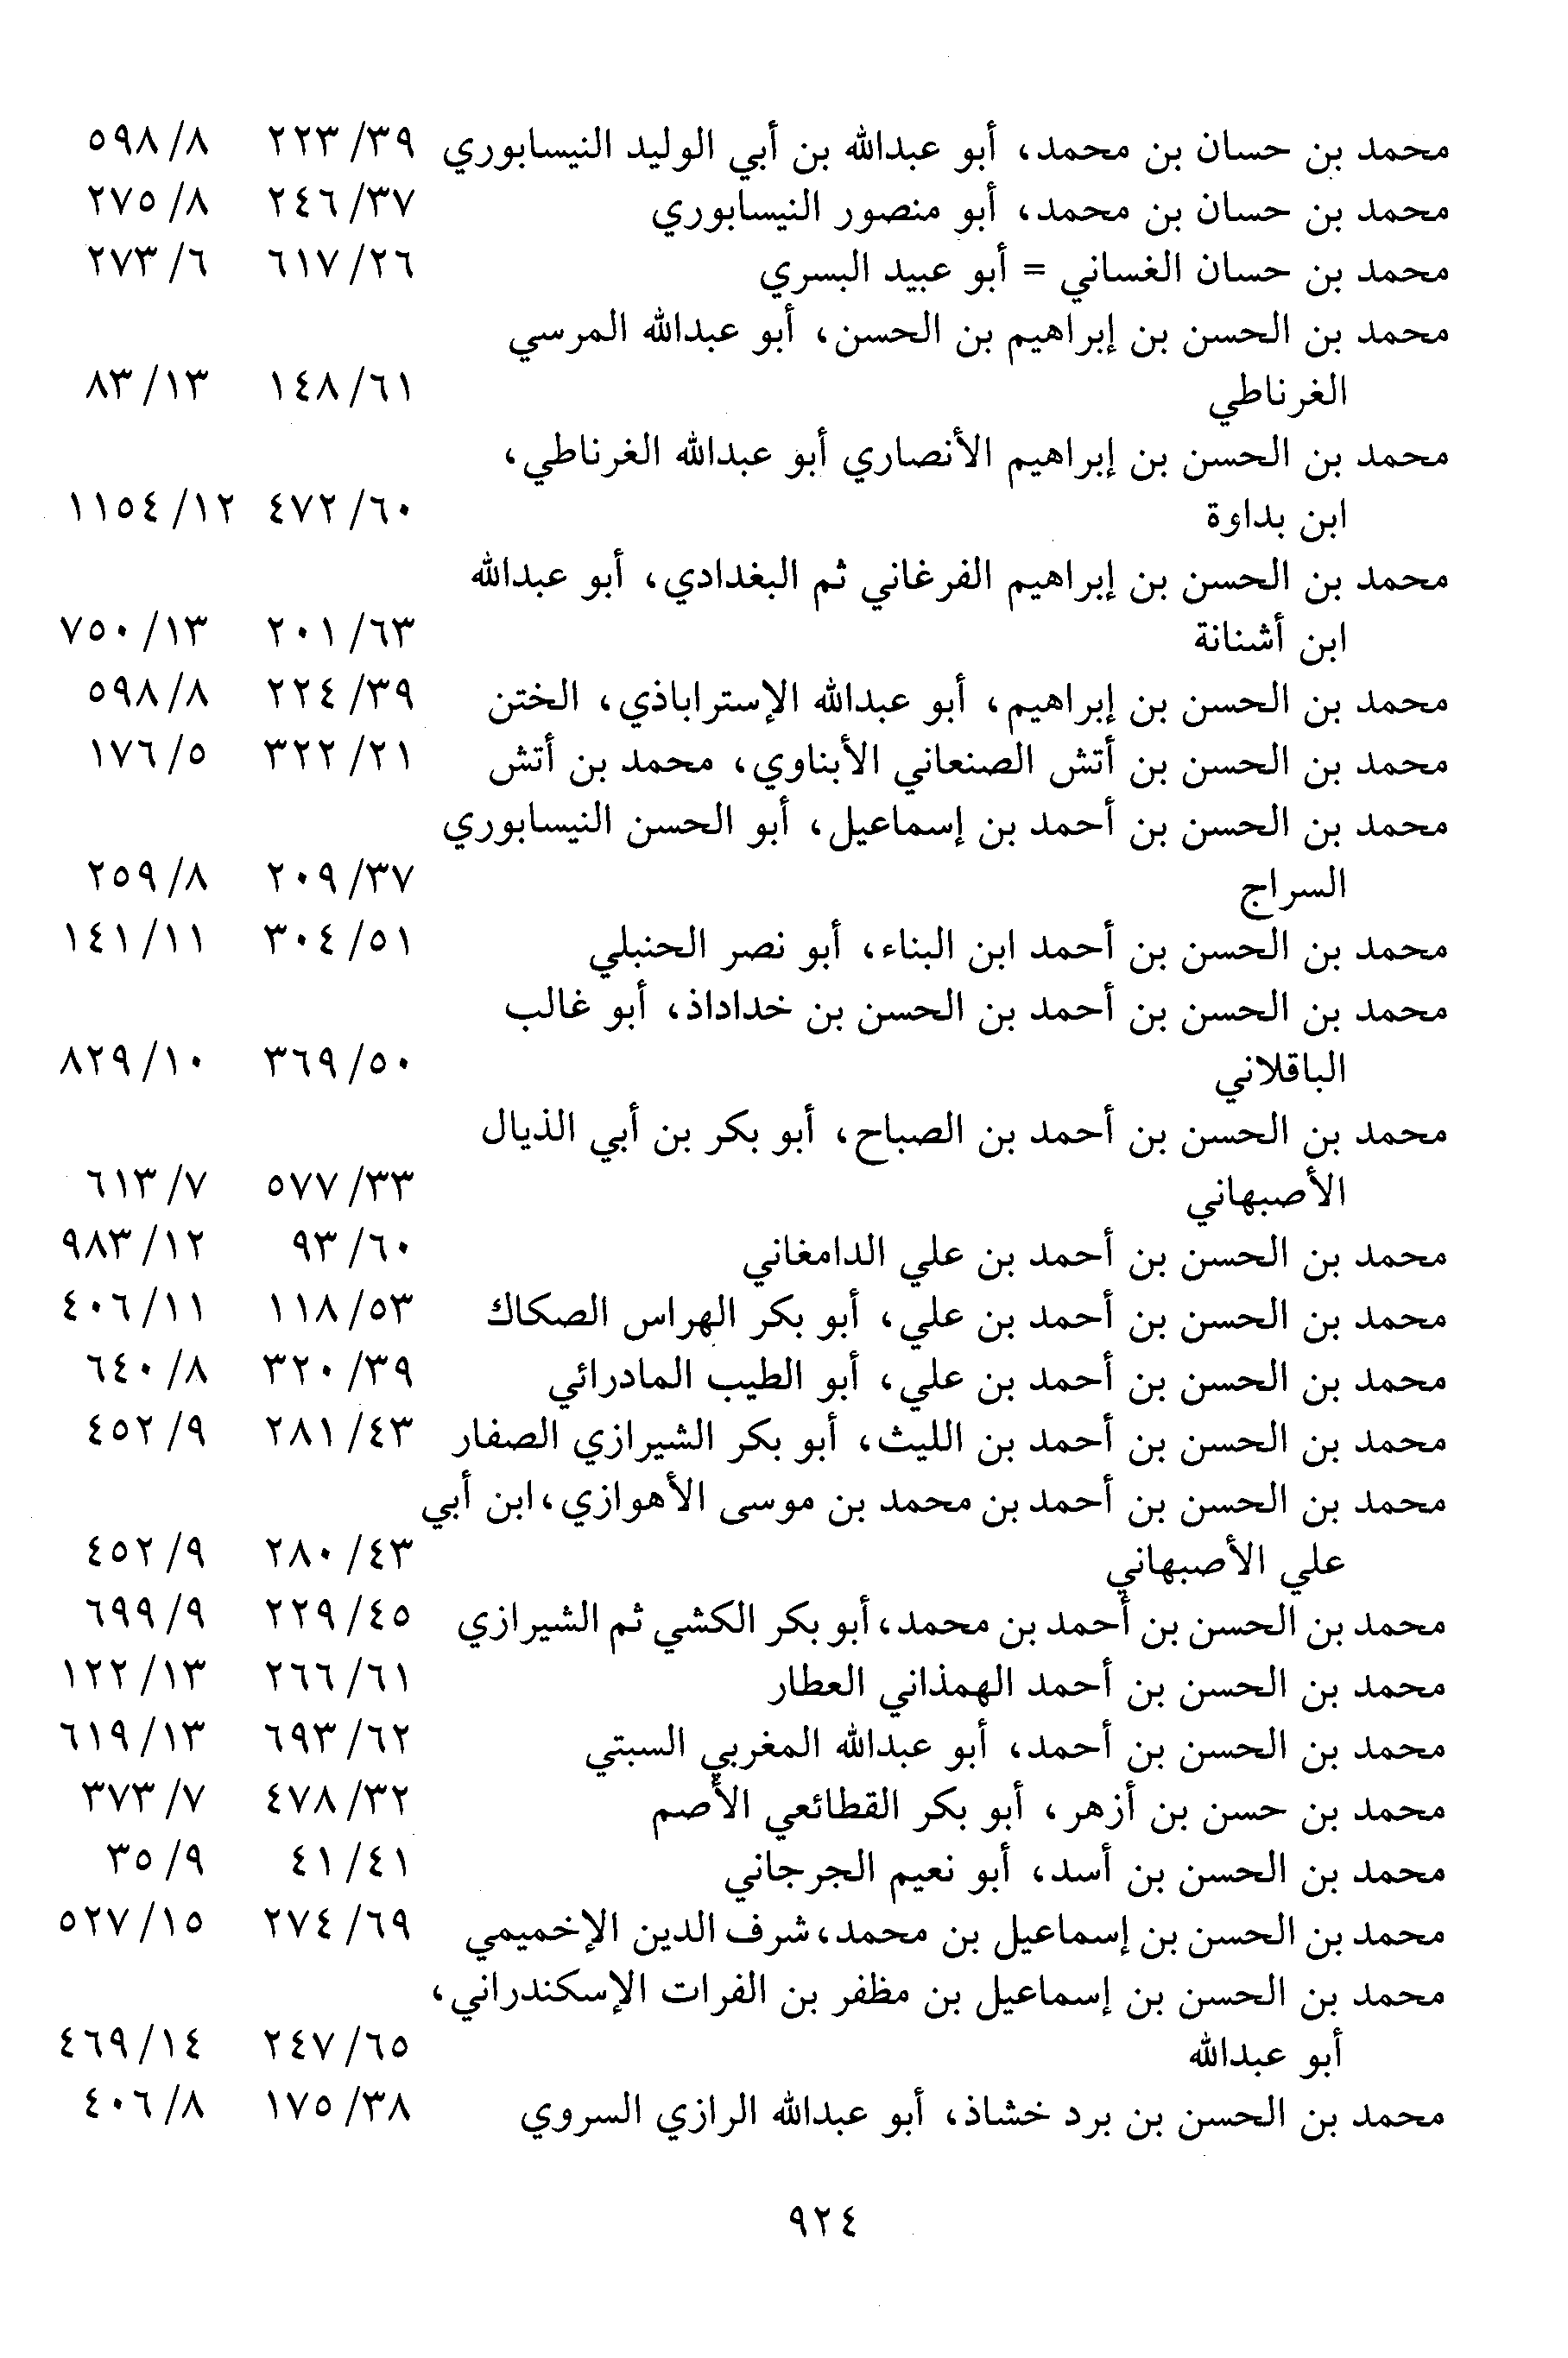 محمد بن حسان بن محمد، أبو عبدالله بن أبي الوليد النيسابوري ٣٩/ ٢٢٣ ٨/ ٥٩٨
محمد بن حسان بن محمد، أبو منصور النيسابوري ٣٧/ ٢٤٦ ٨/ ٢٧٥
محمد بن حسان الغساني = أبو عبيد البسري ٢٦/ ٦١٧ ٦/ ٢٧٣
محمد بن الحسن بن إبراهيم بن الحسن، أبو عبدالله المرسي
الغرناطي ٦١/ ١٤٨ ١٣/ ٨٣
محمد بن الحسن بن إبراهيم الأنصاري أبو عبدالله الغرناطي،
ابن بداوة ٦٠/ ٤٧٢ ١٢/ ١١٥٤
محمد بن الحسن بن إبراهيم الفرغاني ثم البغدادي، أبو عبدالله
ابن أشنانة ٦٣/ ٢٠١ ١٣/ ٧٥٠
محمد بن الحسن بن إبراهيم، أبو عبدالله الإستراباذي، الختن ٣٩/ ٢٢٤ ٨/ ٥٩٨
محمد بن الحسن بن أتش الصنعاني الأبناوي، محمد بن أتش ٢١/ ٣٢٢ ٥/ ١٧٦
محمد بن الحسن بن أحمد بن إسماعيل، أبو الحسن النيسابوري
السراج ٣٧/ ٢٠٩ ٨/ ٢٥٩
محمد بن الحسن بن أحمد ابن البناء، أبو نصر الحنبلي ٥١/ ٣٠٤ ١١/ ١٤١
محمد بن الحسن بن أحمد بن الحسن بن خداداذ، أبو غالب
الباقلاني ٥٠/ ٣٦٩ ١٠/ ٨٢٩
محمد بن الحسن بن أحمد بن الصباح، أبو بكر بن أبي الذيال
الأصبهاني ٣٣/ ٥٧٧ ٧/ ٦١٣
محمد بن الحسن بن أحمد بن علي الدامغاني ٦٠/ ٩٣ ١٢/ ٩٨٣
محمد بن الحسن بن أحمد بن علي، أبو بكر الهراس الصكاك ٥٣/ ١١٨ ١١/ ٤٠٦
محمد بن الحسن بن أحمد بن علي، أبو الطيب المادرائي ٣٩/ ٣٢٠ ٨/ ٦٤٠
محمد بن الحسن بن أحمد بن الليث، أبو بكر الشيرازي الصفار ٤٣/ ٢٨١ ٩/ ٤٥٢
محمد بن الحسن بن أحمد بن محمد بن موسى الأهوازي، ابن أبي
علي الأصبهاني ٤٣/ ٢٨٠ ٩/ ٤٥٢
محمد بن الحسن بن أحمد بن محمد، أبو بكر الكشي ثم الشيرازي ٤٥/ ٢٢٩ ٩/ ٦٩٩
محمد بن الحسن بن أحمد الهمذاني العطار ٦١/ ٢٦٦ ١٣/ ١٢٢
محمد بن الحسن بن أحمد، أبو عبدالله المغربي السبتي ٦٢/ ٦٩٣ ١٣/ ٦١٩
محمد بن حسن بن أزهر، أبو بكر القطائعي الأصم ٣٢/ ٤٧٨ ٧/ ٣٧٣
محمد بن الحسن بن أسد، أبو نعيم الجرجاني ٤١/ ٤١ ٩/ ٣٥
محمد بن الحسن بن إسماعيل بن محمد، شرف الدين الإخميمي ٦٩/ ٢٧٤ ١٥/ ٥٢٧
محمد بن الحسن بن إسماعيل بن مظفر بن الفرات الإسكندراني،
أبو عبدالله ٦٥/ ٢٤٧ ١٤/ ٤٦٩
محمد بن الحسن بن برد خشاذ، أبو عبدالله الرازي السروي ٣٨/ ١٧٥ ٨/ ٤٠٦
٩٢٤